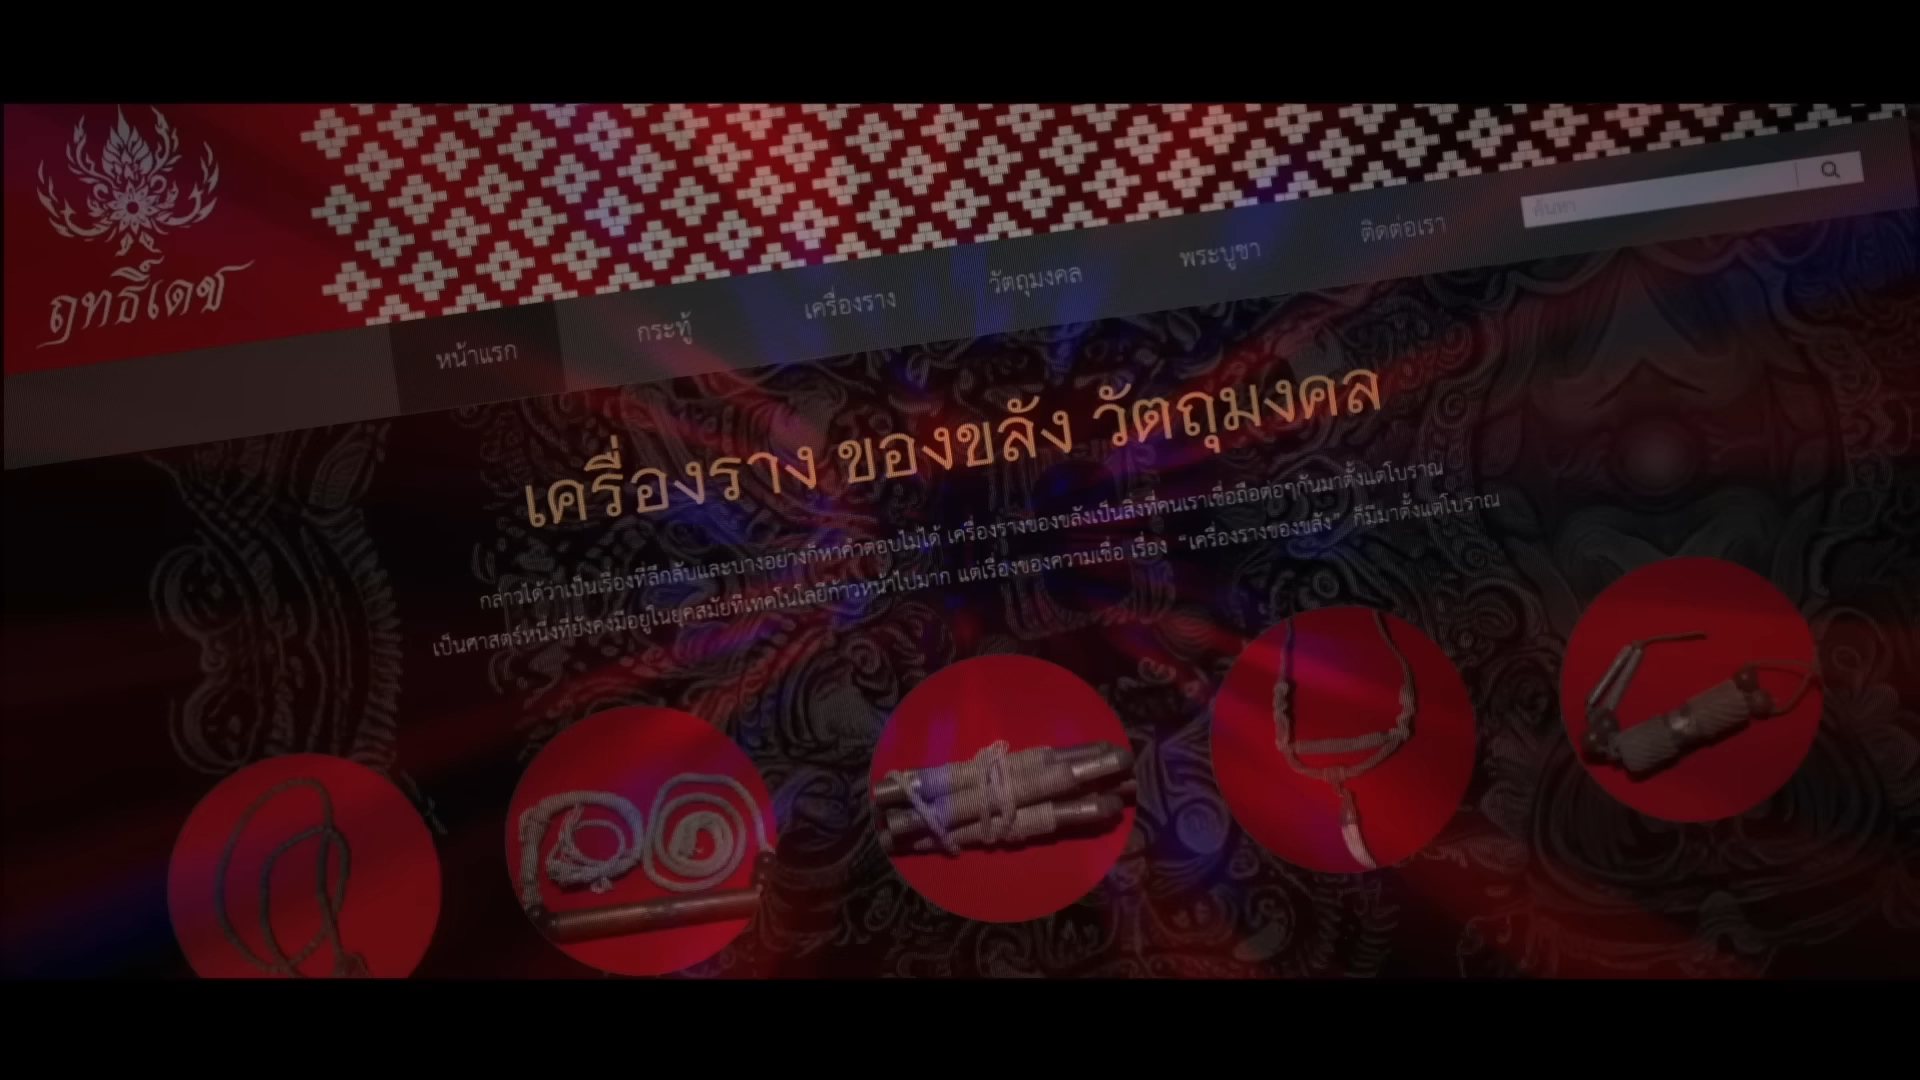 ฤทธิ์เดช
หน้าแรก
กระทู้
เครื่องราง
วัตถุมงคล
พระบูชา
ติดต่อเรา
ค้นหา
เครื่องราง ของขลัง วัตถุมงคล
กล่าวได้ว่าเป็นเรื่องที่ลึกลับและบางอย่างก็หาคำตอบไม่ได้ เครื่องรางของขลังเป็นสิ่งที่คนเราเชื่อถือต่อๆกันมาตั้งแต่โบราณ
เป็นศาสตร์หนึ่งที่ยังคงมีอยู่ในยุคสมัยที่เทคโนโลยีก้าวหน้าไปมาก แต่เรื่องของความเชื่อ เรื่อง “เครื่องรางของขลัง” ก็มีมาตั้งแต่โบราณ